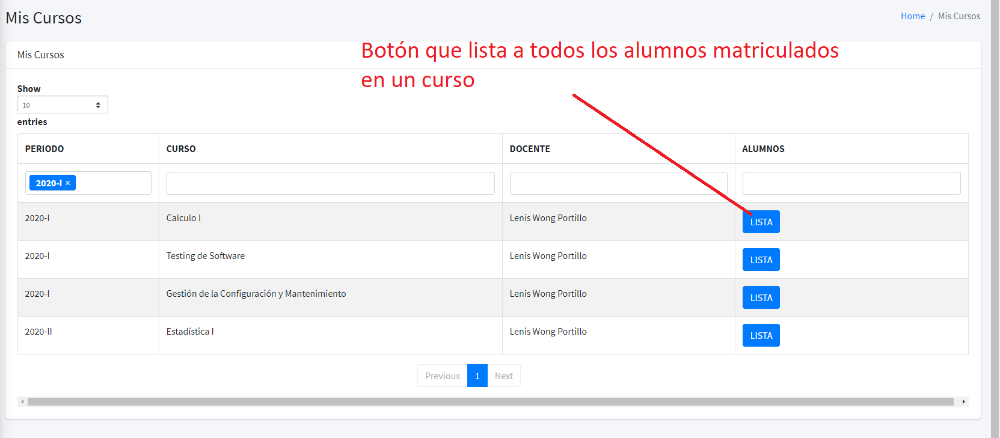 Mis Cursos
Home / Mis Cursos
Mis Cursos
Botón que lista a todos los alumnos matriculados
en un curso
Show
10
entries
PERIODO CURSO DOCENTE ALUMNOS
2020-I ×
2020-I Calculo I Lenis Wong Portillo LISTA
2020-I Testing de Software Lenis Wong Portillo LISTA
2020-I Gestión de la Configuración y Mantenimiento Lenis Wong Portillo LISTA
2020-II Estadística I Lenis Wong Portillo LISTA
Previous 1 Next